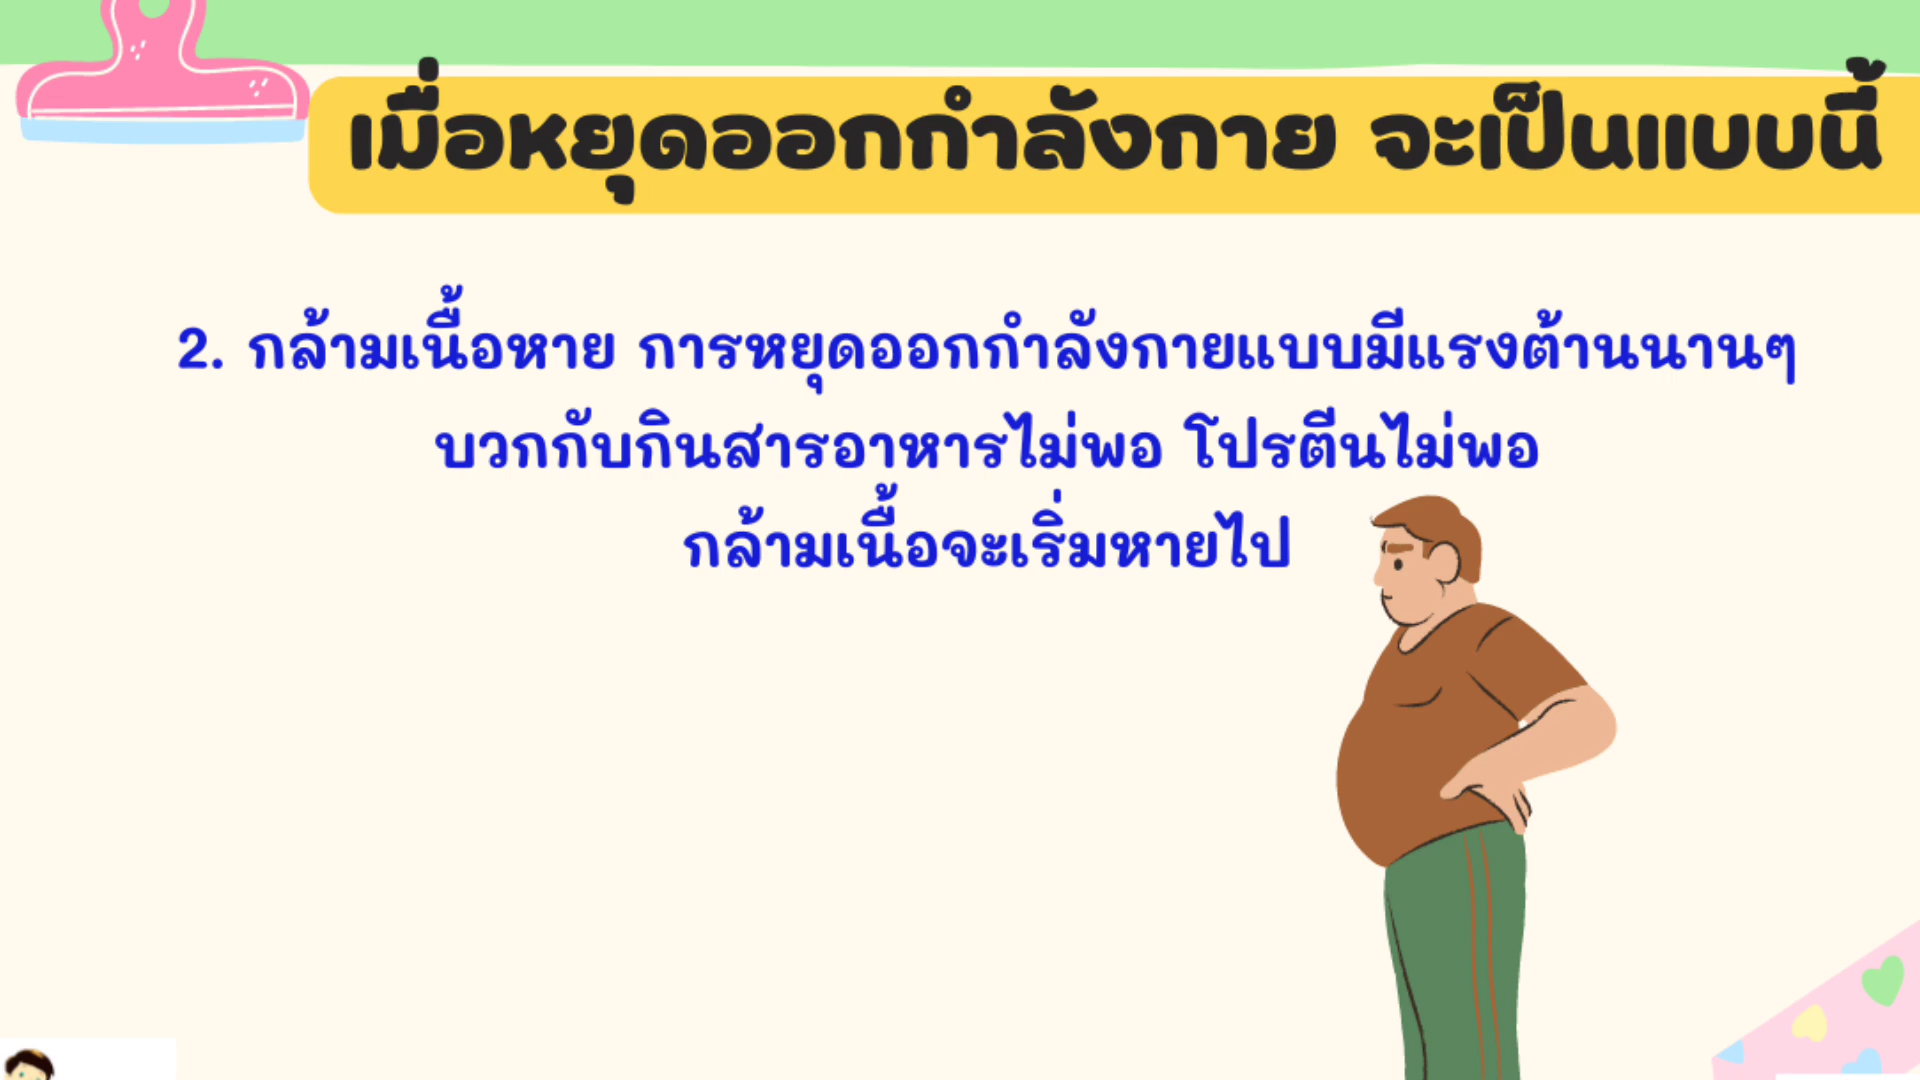 เมื่อหยุดออกกำลังกาย จะเป็นแบบนี้
2. กล้ามเนื้อหาย การหยุดออกกำลังกายแบบมีแรงต้านนานๆ
บวกกับกินสารอาหารไม่พอ โปรตีนไม่พอ
กล้ามเนื้อจะเริ่มหายไป